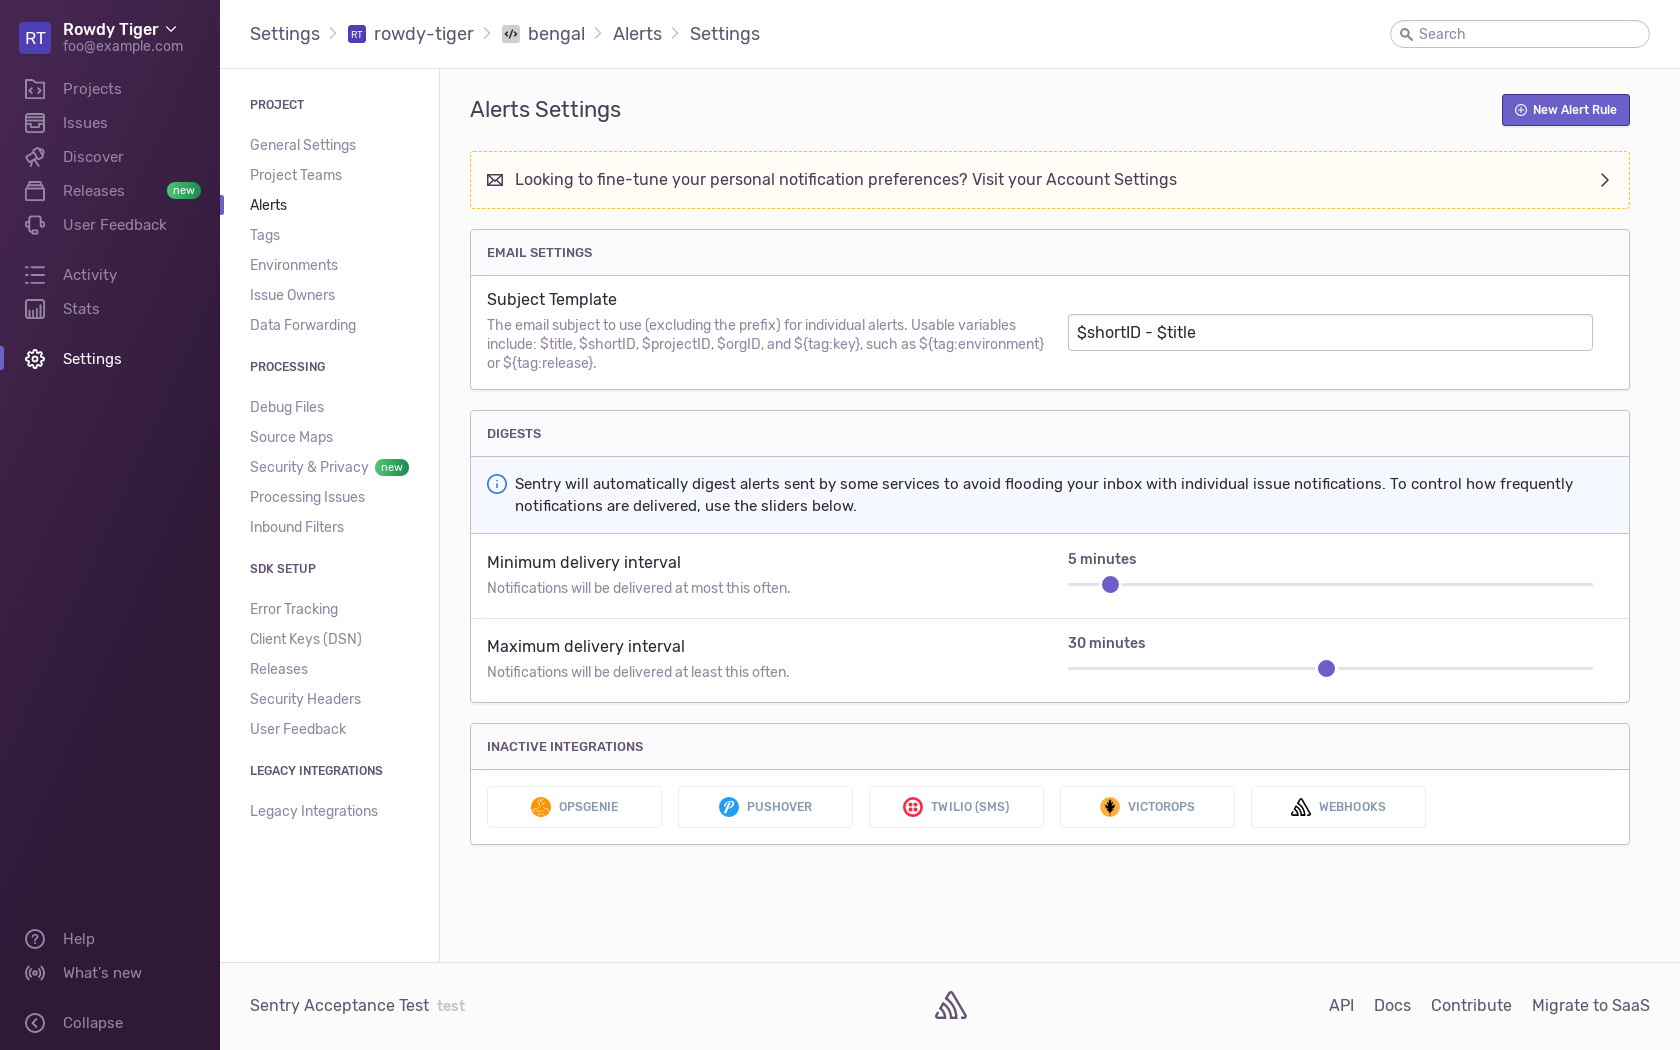 RT
Rowdy Tiger
foo@example.com
Projects
Issues
Discover
Releases new
User Feedback
Activity
Stats
Settings
Help
What's new
Collapse
Settings RT rowdy-tiger bengal Alerts Settings
Search
PROJECT
General Settings
Project Teams
Alerts
Tags
Environments
Issue Owners
Data Forwarding
PROCESSING
Debug Files
Source Maps
Security & Privacy new
Processing Issues
Inbound Filters
SDK SETUP
Error Tracking
Client Keys (DSN)
Releases
Security Headers
User Feedback
LEGACY INTEGRATIONS
Legacy Integrations
Alerts Settings
New Alert Rule
Looking to fine-tune your personal notification preferences? Visit your Account Settings
EMAIL SETTINGS
Subject Template
The email subject to use (excluding the prefix) for individual alerts. Usable variables
include: $title, $shortID, $projectID, $orgID, and ${tag:key}, such as ${tag:environment}
or ${tag:release}.
$shortID - $title
DIGESTS
Sentry will automatically digest alerts sent by some services to avoid flooding your inbox with individual issue notifications. To control how frequently
notifications are delivered, use the sliders below.
Minimum delivery interval
Notifications will be delivered at most this often.
5 minutes
Maximum delivery interval
Notifications will be delivered at least this often.
30 minutes
INACTIVE INTEGRATIONS
OPSGENIE PUSHOVER TWILIO (SMS) VICTOROPS WEBHOOKS
Sentry Acceptance Test test
API Docs Contribute Migrate to SaaS